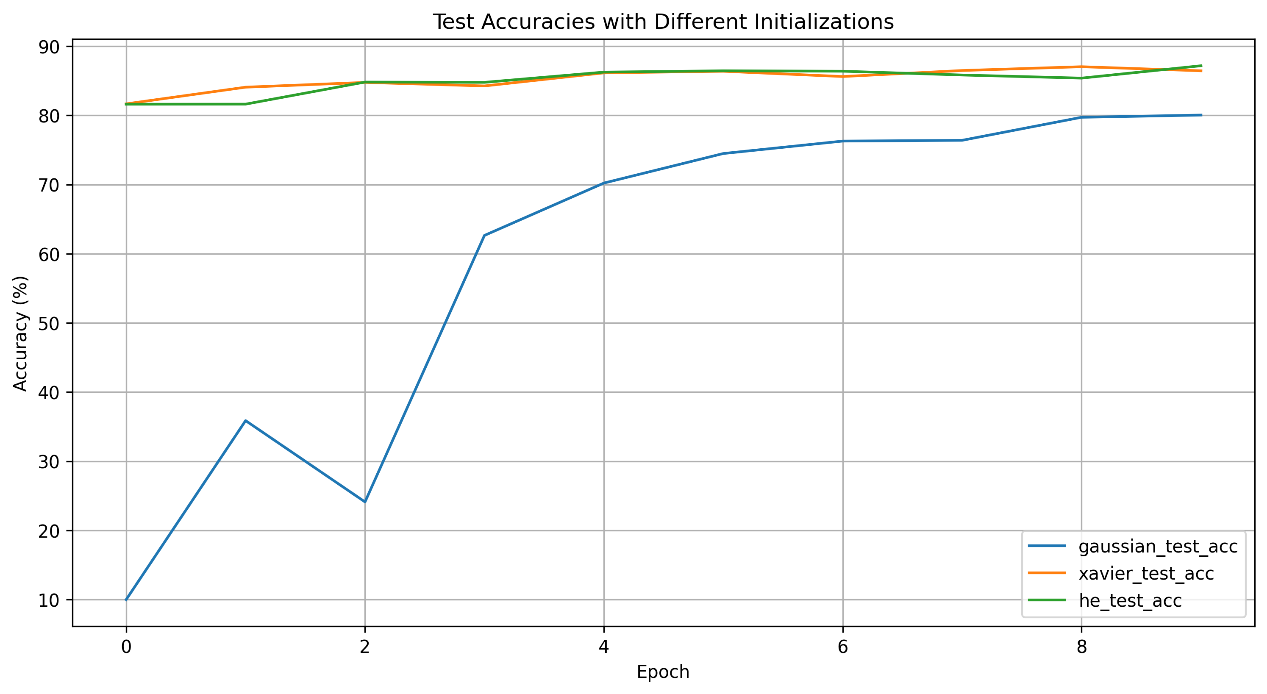 Test Accuracies with Different Initializations
90
80
70
60
50
40
30
20
10
Accuracy (%)
0
2
4
6
8
Epoch
gaussian_test_acc
xavier_test_acc
he_test_acc